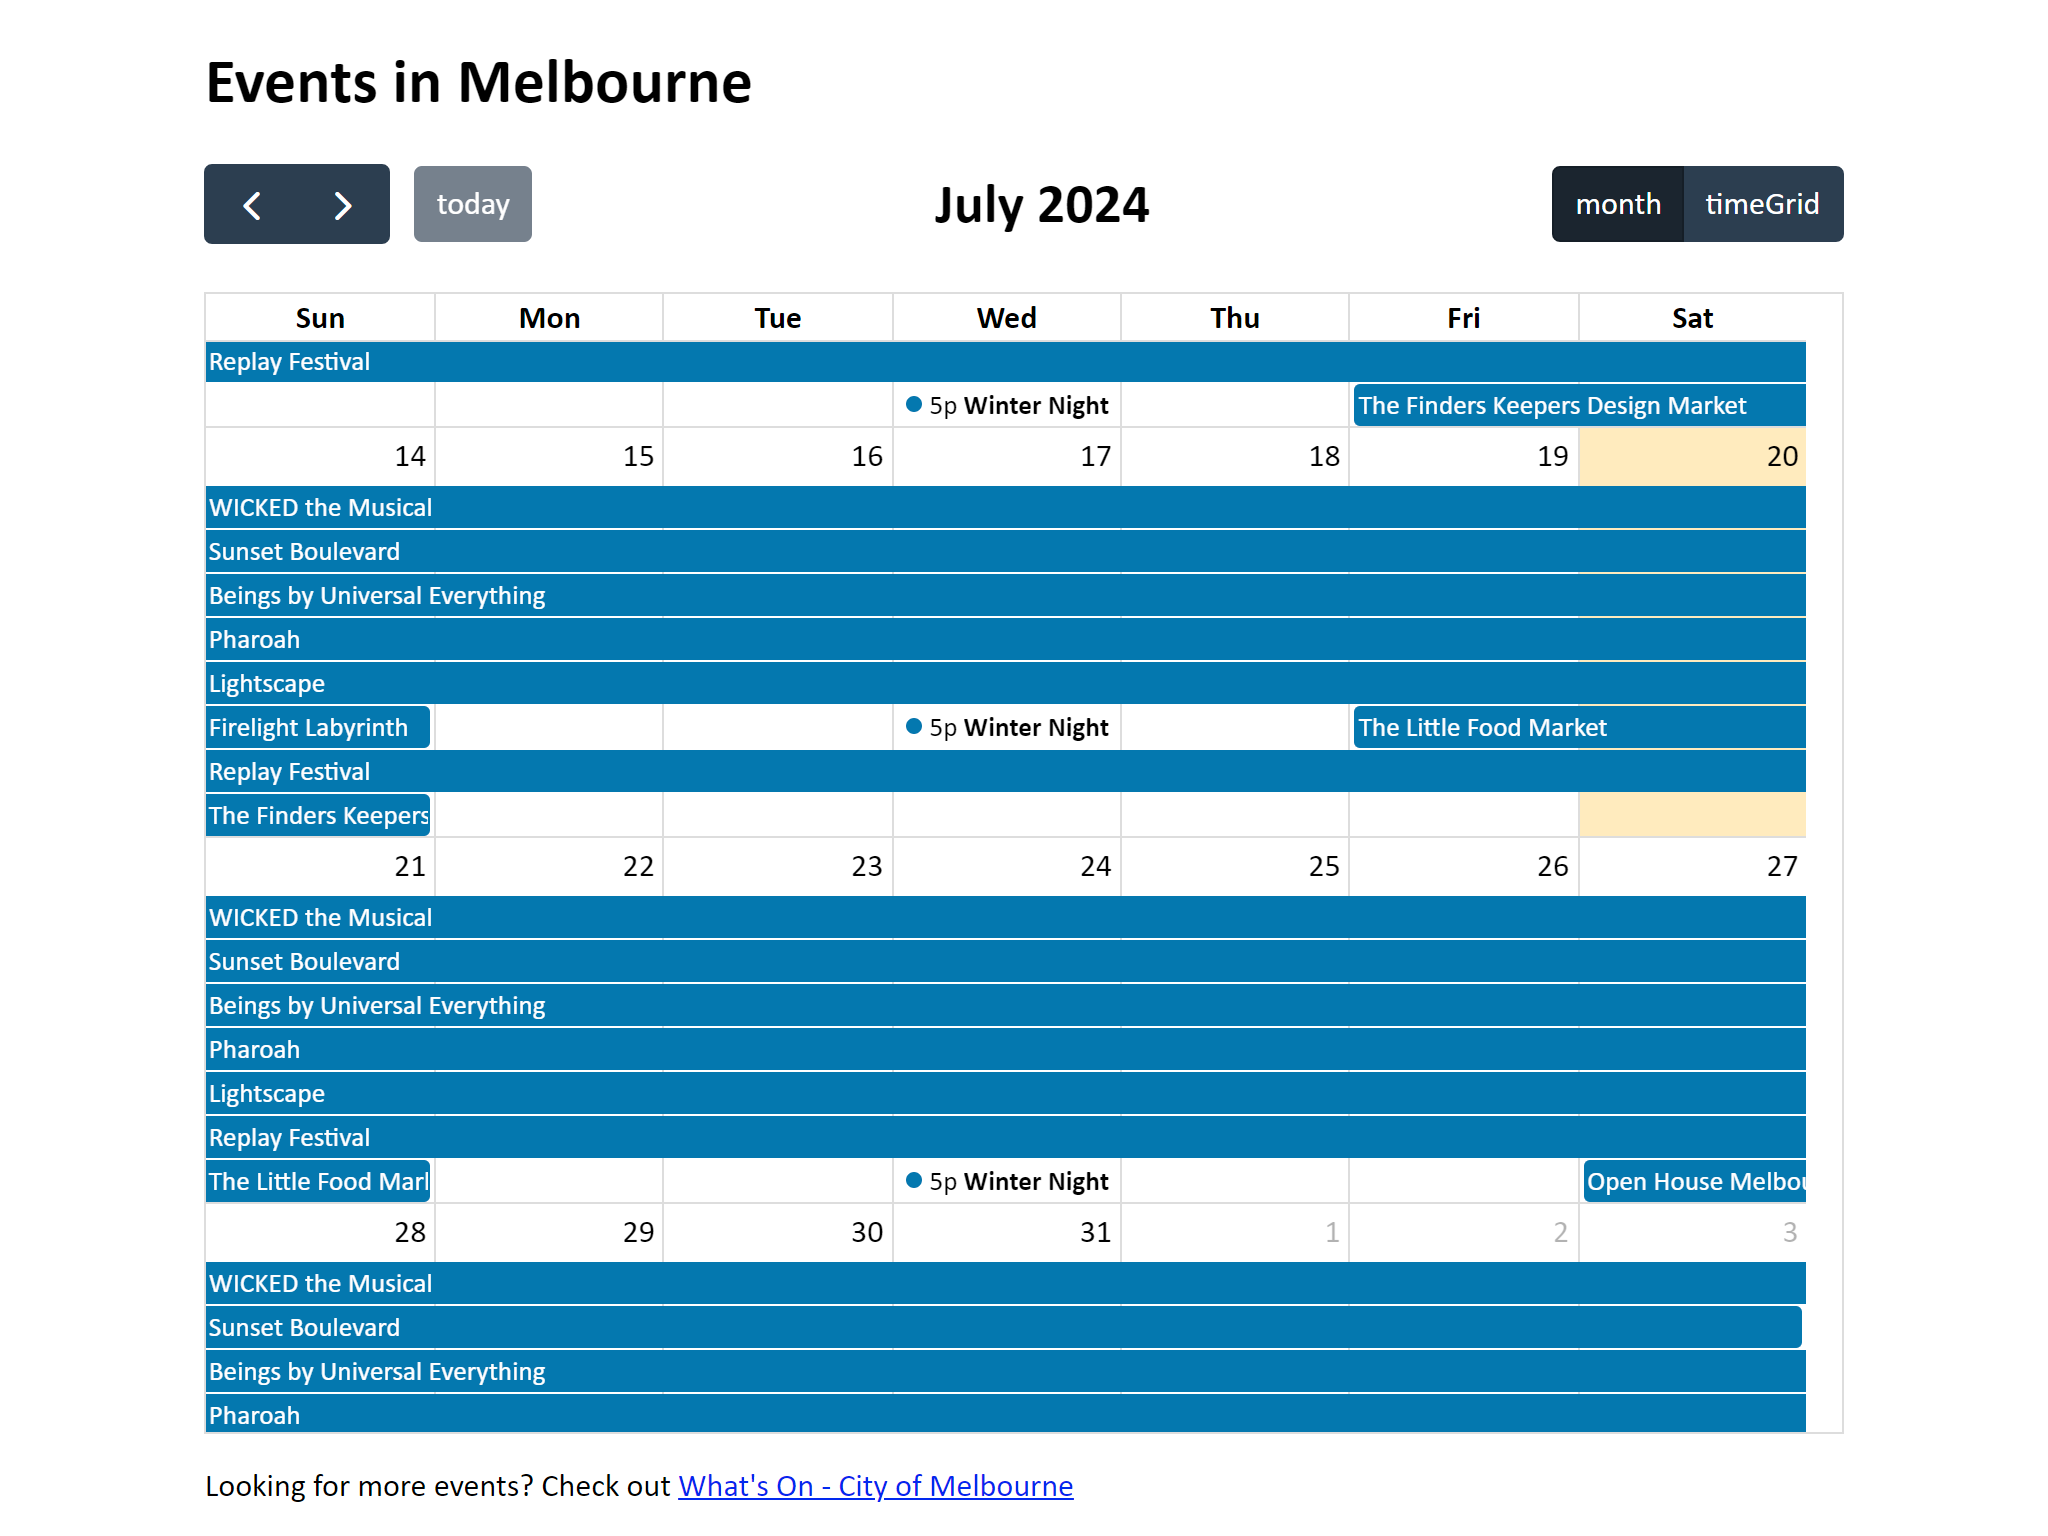 Events in Melbourne
today
July 2024
month timeGrid
Sun Mon Tue Wed Thu Fri Sat
Replay Festival
5p Winter Night The Finders Keepers Design Market
14 15 16 17 18 19 20
WICKED the Musical
Sunset Boulevard
Beings by Universal Everything
Pharoah
Lightscape
Firelight Labyrinth 5p Winter Night The Little Food Market
Replay Festival
The Finders Keepers
21 22 23 24 25 26 27
WICKED the Musical
Sunset Boulevard
Beings by Universal Everything
Pharoah
Lightscape
Replay Festival
The Little Food Mar 5p Winter Night Open House Melbou
28 29 30 31 1 2 3
WICKED the Musical
Sunset Boulevard
Beings by Universal Everything
Pharoah
Looking for more events? Check out What's On - City of Melbourne